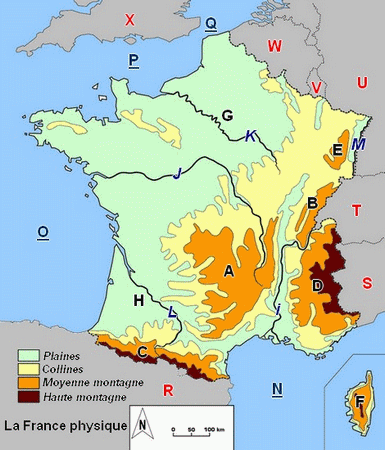 X
Q
W
P
V
U
G
K
E
M
J
B
T
O
A
D
S
H
L
I
C
R
N
F
Plaines
Collines
Moyenne montagne
Haute montagne
La France physique
N
0 50 100 km